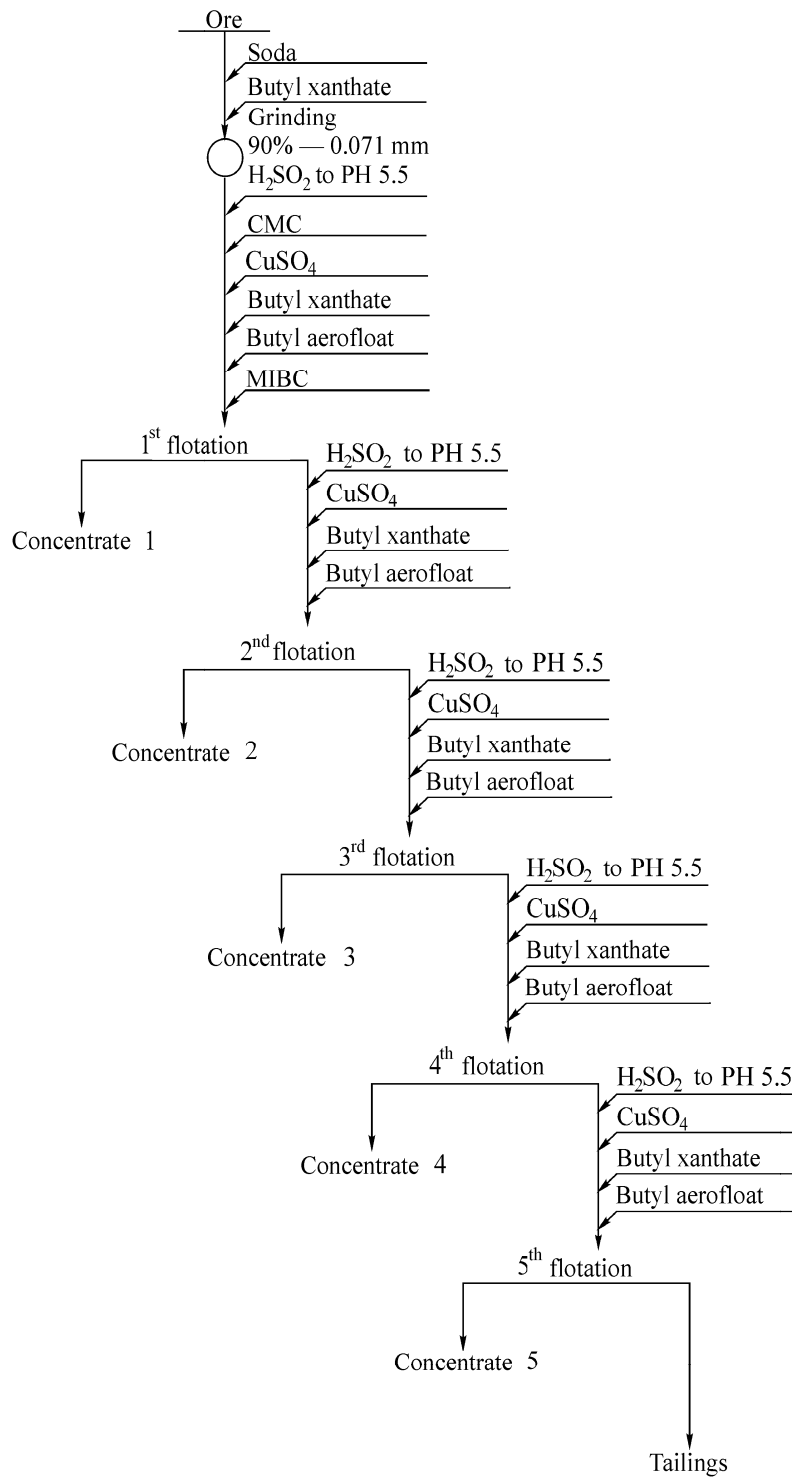 Ore
Soda
Butyl xanthate
Grinding
90% — 0.071 mm
H₂SO₂ to PH 5.5
CMC
CuSO₄
Butyl xanthate
Butyl aerofloat
MIBC
1st flotation
H₂SO₂ to PH 5.5
CuSO₄
Butyl xanthate
Butyl aerofloat
Concentrate 1
2nd flotation
H₂SO₂ to PH 5.5
CuSO₄
Butyl xanthate
Butyl aerofloat
Concentrate 2
3rd flotation
H₂SO₂ to PH 5.5
CuSO₄
Butyl xanthate
Butyl aerofloat
Concentrate 3
4th flotation
H₂SO₂ to PH 5.5
CuSO₄
Butyl xanthate
Butyl aerofloat
Concentrate 4
5th flotation
Concentrate 5
Tailings